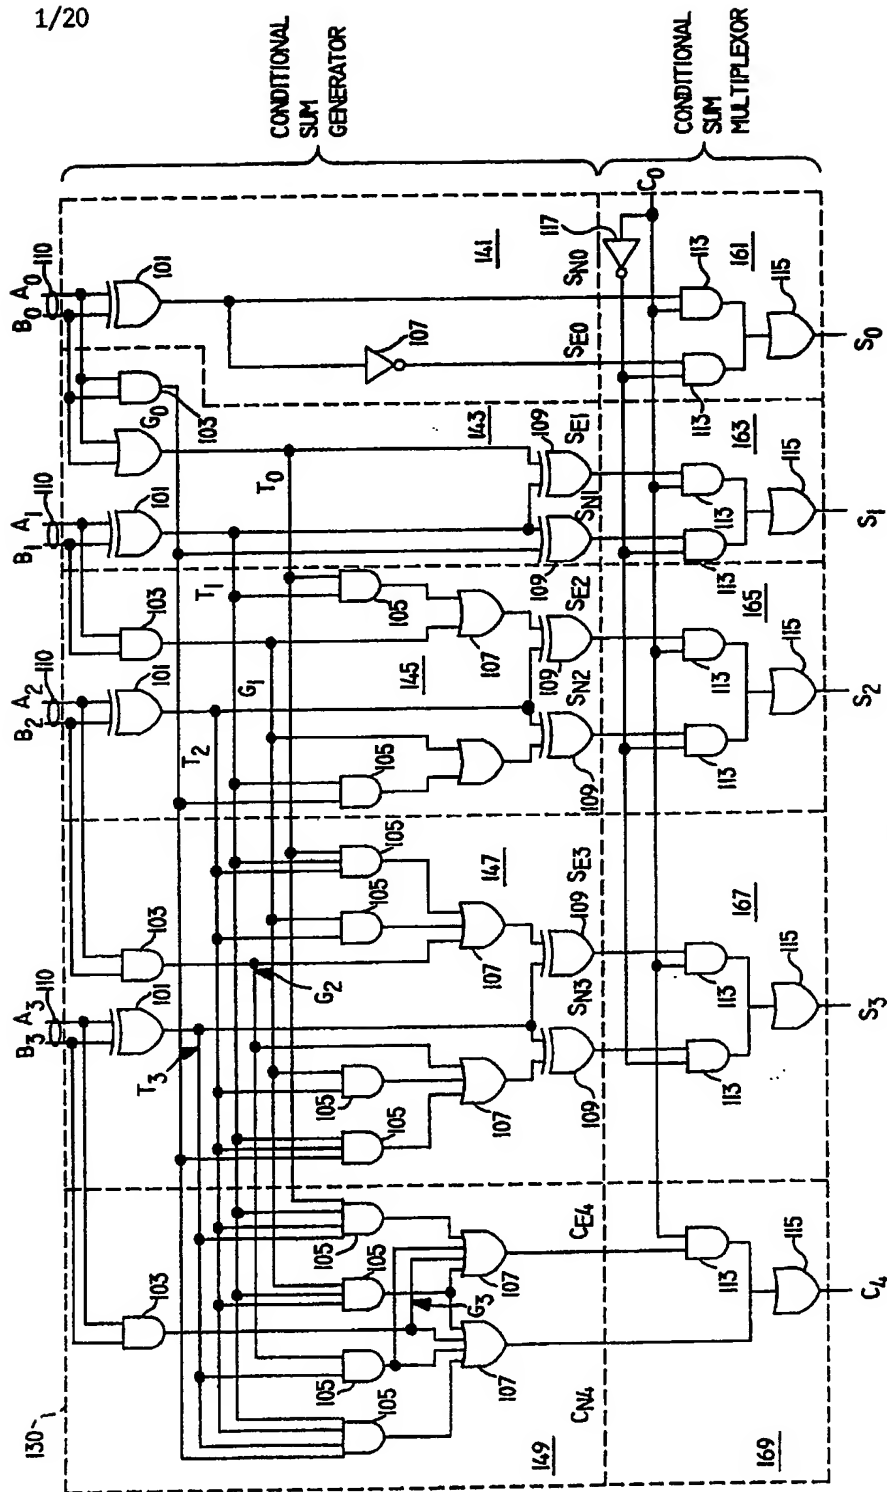 1/20
CONDITIONAL
SUM
GENERATOR
CONDITIONAL
SUM
MULTIPLEXOR
130
B3 A3 110
B2 A2 110
B1 A1 110
B0 A0 110
103
101
103
101
103
101
G0
103
101
T3
T2
T1
T0
G2
G1
G3
105
105
105
105
105
105
105
105
105
105
107
107
107
107
107
107
149
147
145
143
141
109
109
109
109
109
109
CN4
CE4
SN3
SE3
SN2
SE2
SN1
SE1
SE0
SN0
117
C0
113
113
113
113
113
113
113
113
113
169
167
165
163
161
115
115
115
115
115
C4
S3
S2
S1
S0